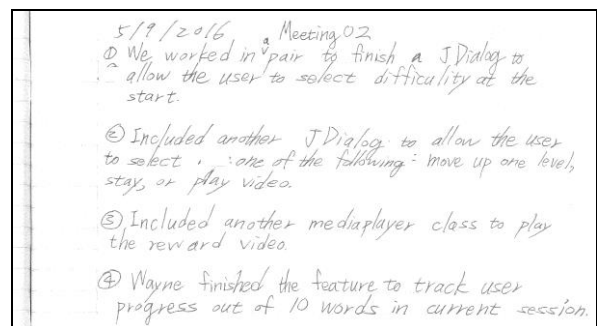 5/9/2016 Meeting 02
① We worked in a pair to finish a JDialog to
allow the user to select difficulity at the
start.
② Included another JDialog to allow the user
to select : one of the following : move up one level,
stay, or play video.
③ Included another mediaplayer class to play
the reward video.
④ Wayne finished the feature to track user
progress out of 10 words in current session.